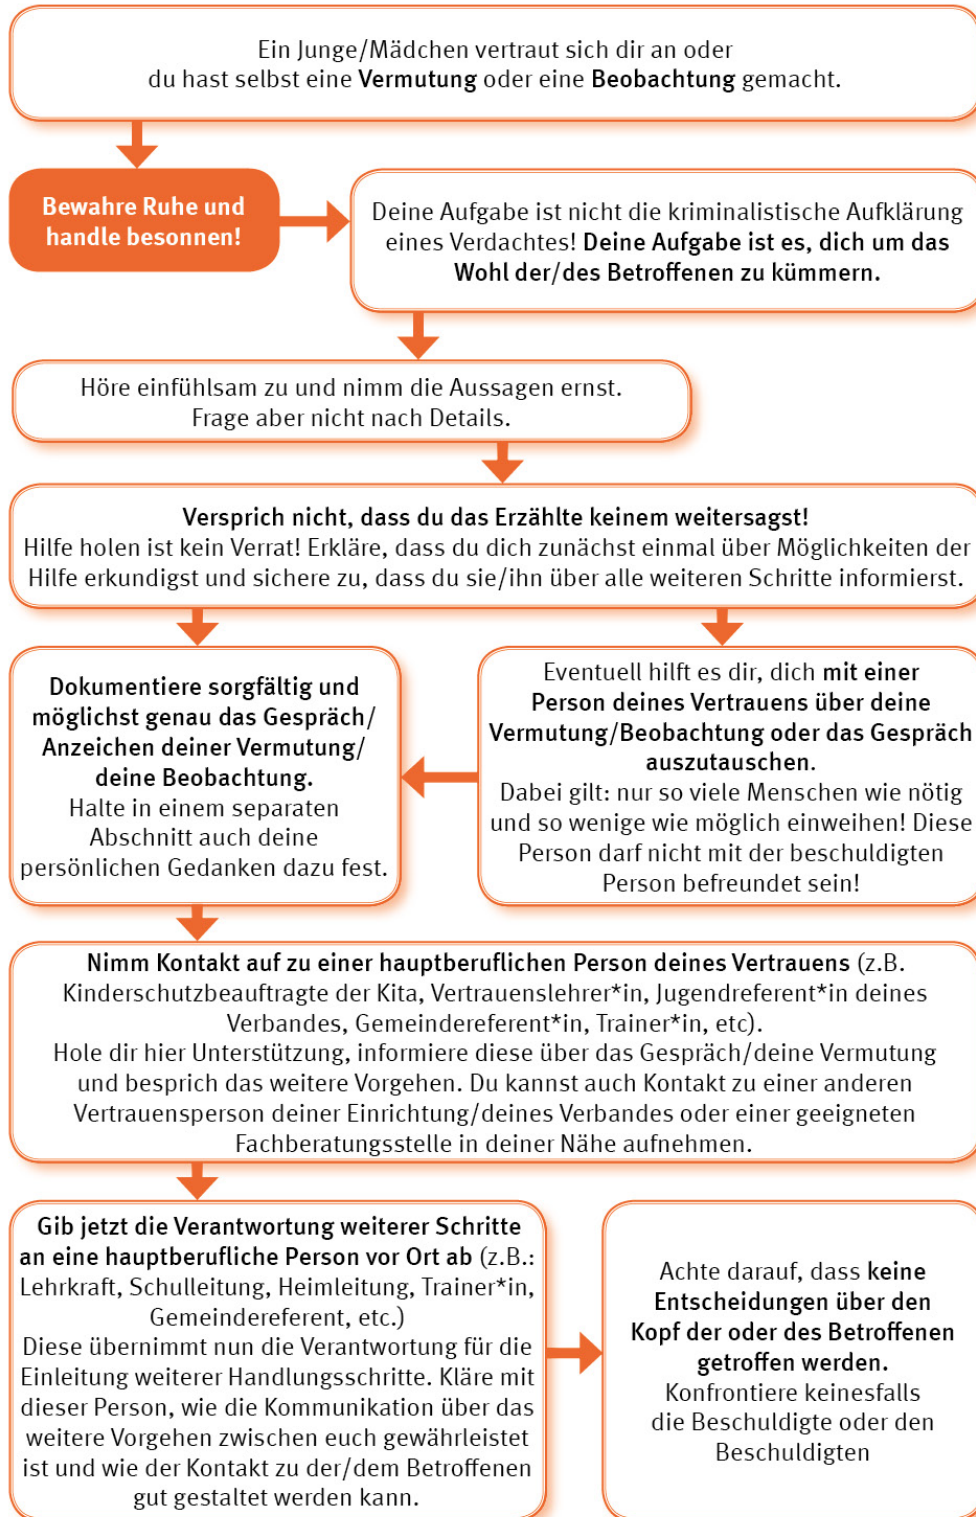 Ein Junge/Mädchen vertraut sich dir an oder
du hast selbst eine Vermutung oder eine Beobachtung gemacht.
Bewahre Ruhe und
handle besonnen!
Deine Aufgabe ist nicht die kriminalistische Aufklärung
eines Verdachtes! Deine Aufgabe ist es, dich um das
Wohl der/des Betroffenen zu kümmern.
Höre einfühlsam zu und nimm die Aussagen ernst.
Frage aber nicht nach Details.
Versprich nicht, dass du das Erzählte keinem weitersagst!
Hilfe holen ist kein Verrat! Erkläre, dass du dich zunächst einmal über Möglichkeiten der
Hilfe erkundigst und sichere zu, dass du sie/ihn über alle weiteren Schritte informierst.
Dokumentiere sorgfältig und
möglichst genau das Gespräch/
Anzeichen deiner Vermutung/
deine Beobachtung.
Halte in einem separaten
Abschnitt auch deine
persönlichen Gedanken dazu fest.
Eventuell hilft es dir, dich mit einer
Person deines Vertrauens über deine
Vermutung/Beobachtung oder das Gespräch
auszutauschen.
Dabei gilt: nur so viele Menschen wie nötig
und so wenige wie möglich einweihen! Diese
Person darf nicht mit der beschuldigten
Person befreundet sein!
Nimm Kontakt auf zu einer hauptberuflichen Person deines Vertrauens (z.B.
Kinderschutzbeauftragte der Kita, Vertrauenslehrer*in, Jugendreferent*in deines
Verbandes, Gemeindereferent*in, Trainer*in, etc).
Hole dir hier Unterstützung, informiere diese über das Gespräch/deine Vermutung
und besprich das weitere Vorgehen. Du kannst auch Kontakt zu einer anderen
Vertrauensperson deiner Einrichtung/deines Verbandes oder einer geeigneten
Fachberatungsstelle in deiner Nähe aufnehmen.
Gib jetzt die Verantwortung weiterer Schritte
an eine hauptberufliche Person vor Ort ab (z.B.:
Lehrkraft, Schulleitung, Heimleitung, Trainer*in,
Gemeindereferent, etc.)
Diese übernimmt nun die Verantwortung für die
Einleitung weiterer Handlungsschritte. Kläre mit
dieser Person, wie die Kommunikation über das
weitere Vorgehen zwischen euch gewährleistet
ist und wie der Kontakt zu der/dem Betroffenen
gut gestaltet werden kann.
Achte darauf, dass keine
Entscheidungen über den
Kopf der oder des Betroffenen
getroffen werden.
Konfrontiere keinesfalls
die Beschuldigte oder den
Beschuldigten